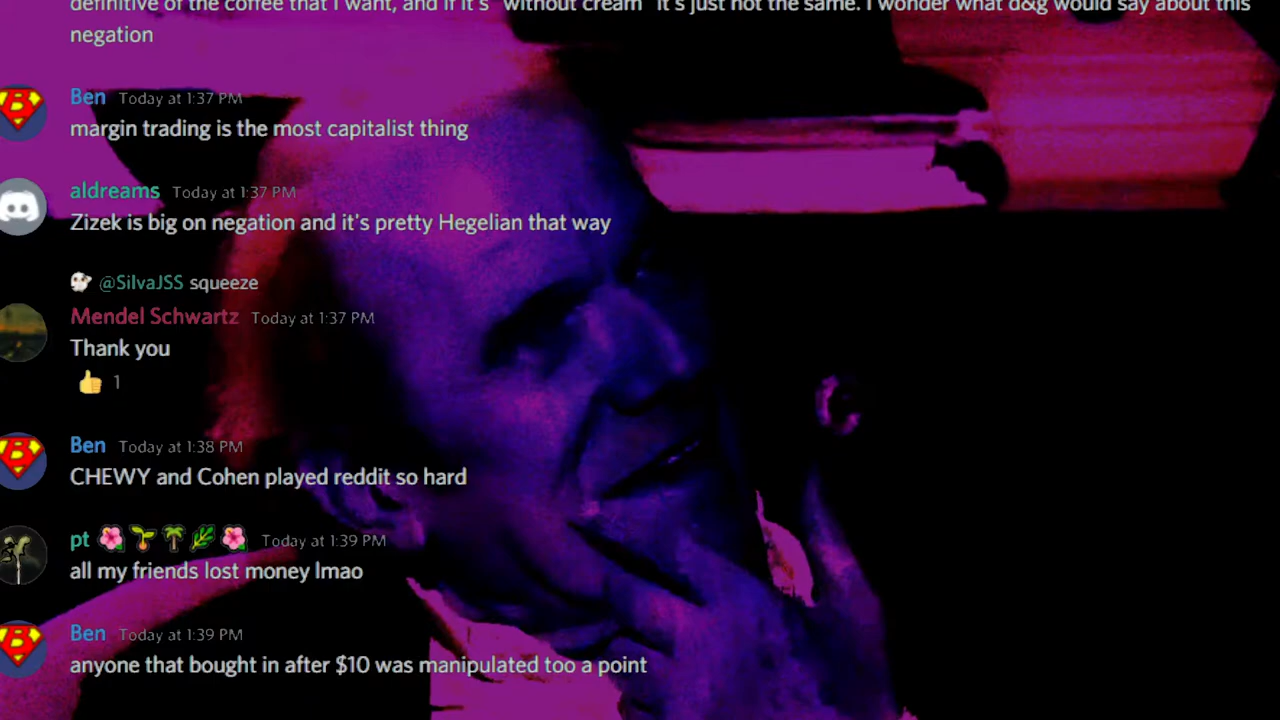 definitive of the coffee that I want, and if it's "without cream" it's just not the same. I wonder what d&g would say about this
negation
Ben Today at 1:37 PM
margin trading is the most capitalist thing
aldreams Today at 1:37 PM
Zizek is big on negation and it's pretty Hegelian that way
@SilvaJSS squeeze
Mendel Schwartz Today at 1:37 PM
Thank you
👍 1
Ben Today at 1:38 PM
CHEWY and Cohen played reddit so hard
pt 🌺🌱🌴🌿🌺 Today at 1:39 PM
all my friends lost money lmao
Ben Today at 1:39 PM
anyone that bought in after $10 was manipulated too a point